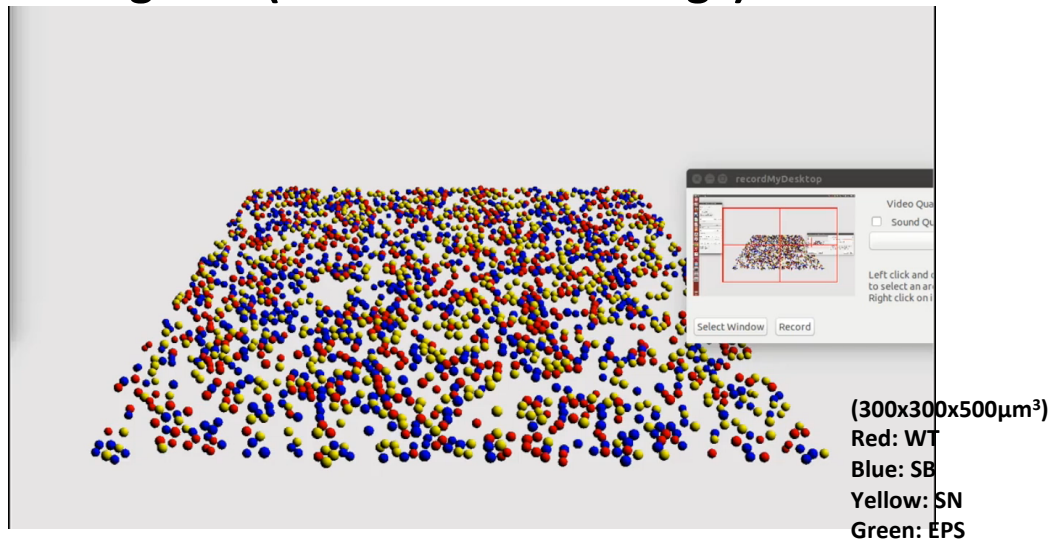 recordMyDesktop
Video Qua
Sound Qu
Left click and
to select an
Right click on
Select Window
Record
(300x300x500µm³)
Red: WT
Blue: SB
Yellow: SN
Green: EPS